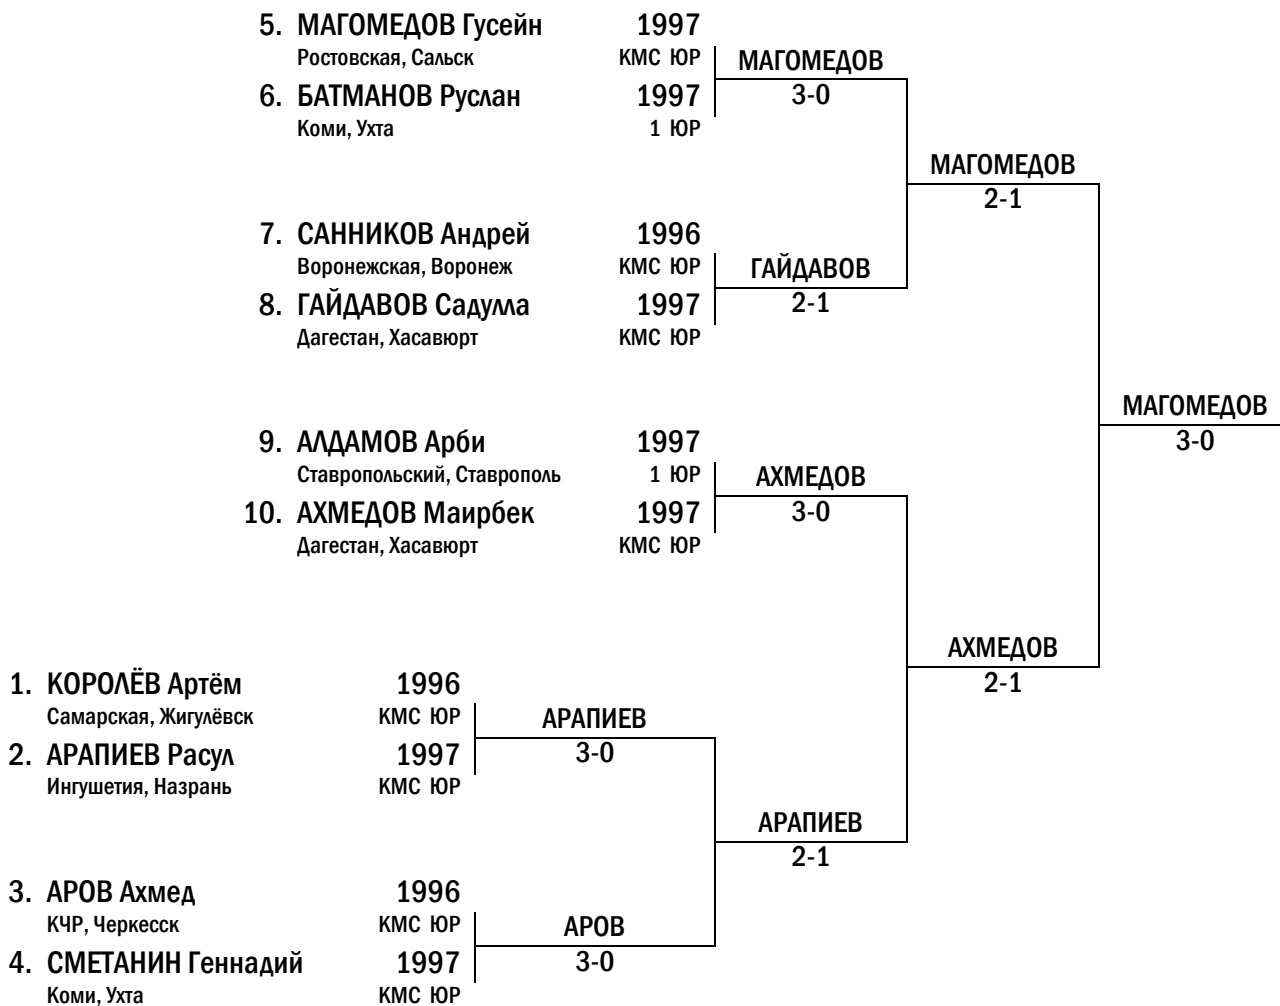 5. МАГОМЕДОВ Гусейн 1997
Ростовская, Сальск КМС ЮР
МАГОМЕДОВ
6. БАТМАНОВ Руслан 1997
3-0
Коми, Ухта 1 ЮР
МАГОМЕДОВ
2-1
7. САННИКОВ Андрей 1996
Воронежская, Воронеж КМС ЮР
ГАЙДАВОВ
8. ГАЙДАВОВ Садулла 1997
2-1
Дагестан, Хасавюрт КМС ЮР
МАГОМЕДОВ
3-0
9. АЛДАМОВ Арби 1997
Ставропольский, Ставрополь 1 ЮР
АХМЕДОВ
10. АХМЕДОВ Маирбек 1997
3-0
Дагестан, Хасавюрт КМС ЮР
АХМЕДОВ
2-1
1. КОРОЛЁВ Артём 1996
Самарская, Жигулёвск КМС ЮР
АРАПИЕВ
2. АРАПИЕВ Расул 1997
3-0
Ингушетия, Назрань КМС ЮР
АРАПИЕВ
2-1
3. АРОВ Ахмед 1996
КЧР, Черкесск КМС ЮР
АРОВ
4. СМЕТАНИН Геннадий 1997
3-0
Коми, Ухта КМС ЮР